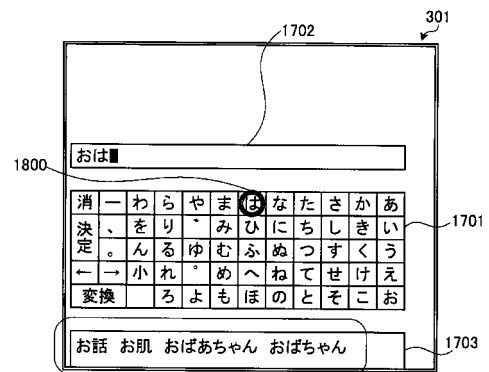 301
1702
おは
1800
消 ー わ ら や ま は な た さ か あ
決定 、 を り ゛ み ひ に ち し き い
。 ん る ゆ む ふ ぬ つ す く う
← → 小 れ ゜ め へ ね て せ け え
変換 ろ よ も ほ の と そ こ お
1701
お話 お肌 おばあちゃん おばちゃん
1703